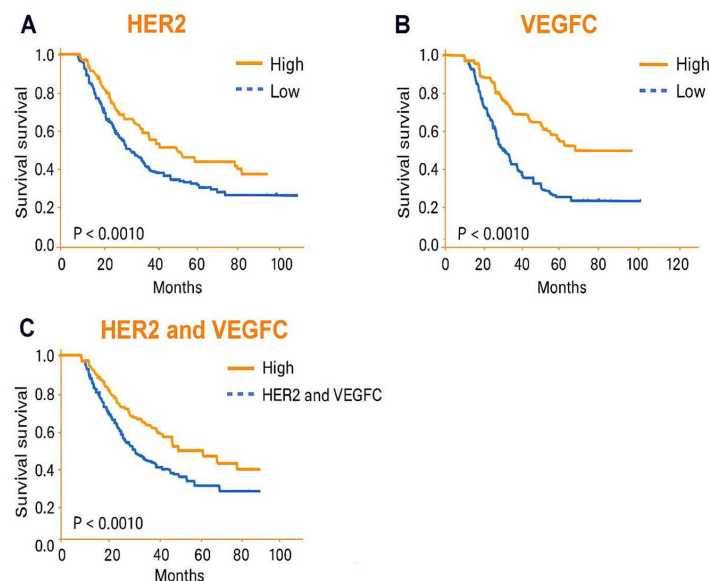 A
HER2
Survival survival
1.0
0.8
0.6
0.4
0.2
0.0
High
Low
P < 0.0010
0 20 40 60 80 100
Months
B
VEGFC
Survival survival
1.0
0.8
0.6
0.4
0.2
0.0
High
Low
P < 0.0010
0 20 40 60 80 100 120
Months
C
HER2 and VEGFC
Survival survival
1.0
0.8
0.6
0.4
0.2
0.0
High
HER2 and VEGFC
P < 0.0010
0 20 40 60 80 100
Months